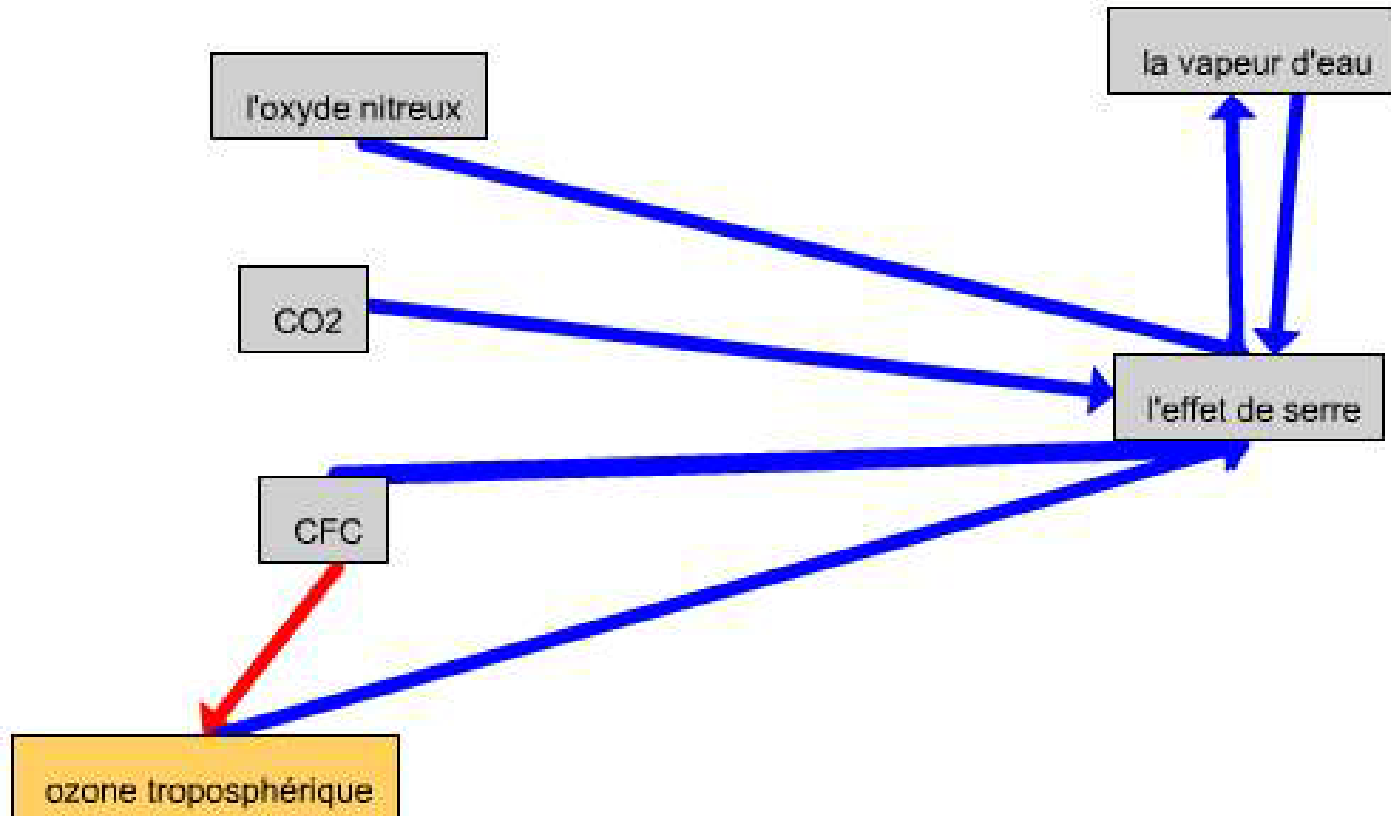 la vapeur d'eau
l'oxyde nitreux
CO2
l'effet de serre
CFC
ozone troposphérique